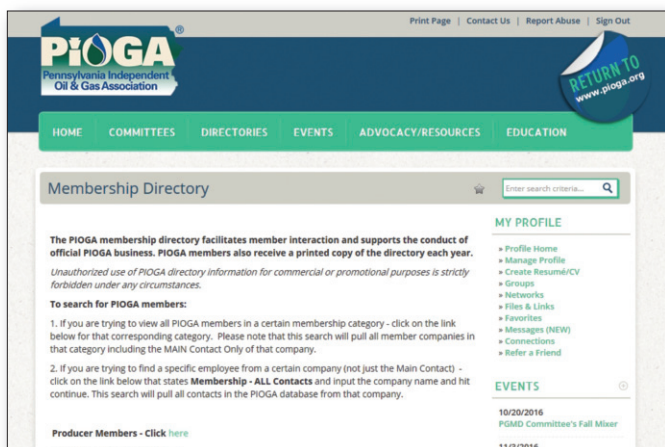 Print Page | Contact Us | Report Abuse | Sign Out
PIOGA®
Pennsylvania Independent
Oil & Gas Association
RETURN TO
www.pioga.org
HOME COMMITTEES DIRECTORIES EVENTS ADVOCACY/RESOURCES EDUCATION
Membership Directory
Enter search criteria...
The PIOGA membership directory facilitates member interaction and supports the conduct of
official PIOGA business. PIOGA members also receive a printed copy of the directory each year.
Unauthorized use of PIOGA directory information for commercial or promotional purposes is strictly
forbidden under any circumstances.
To search for PIOGA members:
1. If you are trying to view all PIOGA members in a certain membership category - click on the link
below for that corresponding category. Please note that this search will pull all member companies in
that category including the MAIN Contact Only of that company.
2. If you are trying to find a specific employee from a certain company (not just the Main Contact) -
click on the link below that states Membership - ALL Contacts and input the company name and hit
continue. This search will pull all contacts in the PIOGA database from that company.
Producer Members - Click here
MY PROFILE
» Profile Home
» Manage Profile
» Create Resumé/CV
» Groups
» Networks
» Files & Links
» Favorites
» Messages (NEW)
» Connections
» Refer a Friend
EVENTS
10/20/2016
PGMD Committee's Fall Mixer
11/3/2016